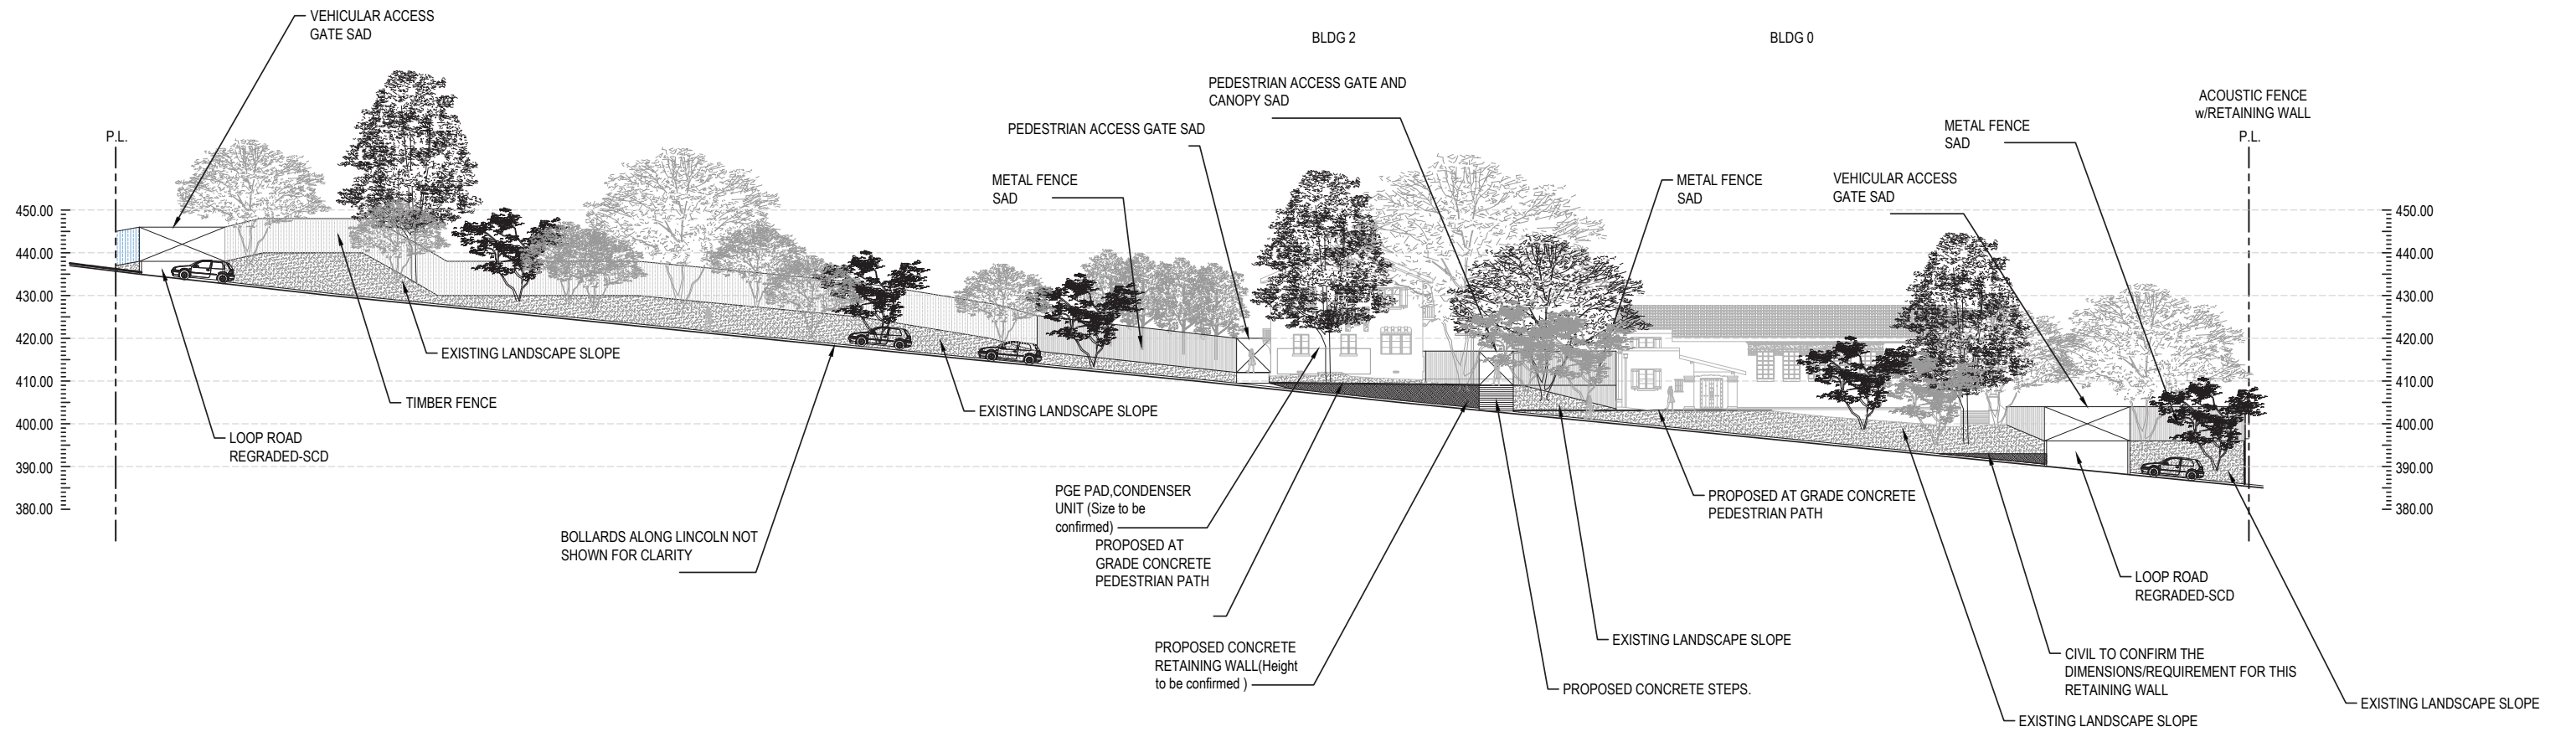 VEHICULAR ACCESS
GATE SAD
BLDG 2
BLDG 0
PEDESTRIAN ACCESS GATE AND
CANOPY SAD
ACOUSTIC FENCE
w/RETAINING WALL
P.L.
P.L.
PEDESTRIAN ACCESS GATE SAD
METAL FENCE
SAD
METAL FENCE
SAD
METAL FENCE
SAD
VEHICULAR ACCESS
GATE SAD
450.00
440.00
430.00
420.00
410.00
400.00
390.00
380.00
450.00
440.00
430.00
420.00
410.00
400.00
390.00
380.00
EXISTING LANDSCAPE SLOPE
TIMBER FENCE
LOOP ROAD
REGRADED-SCD
EXISTING LANDSCAPE SLOPE
BOLLARDS ALONG LINCOLN NOT
SHOWN FOR CLARITY
PGE PAD,CONDENSER
UNIT (Size to be
confirmed)
PROPOSED AT
GRADE CONCRETE
PEDESTRIAN PATH
PROPOSED CONCRETE
RETAINING WALL(Height
to be confirmed )
PROPOSED CONCRETE STEPS.
EXISTING LANDSCAPE SLOPE
PROPOSED AT GRADE CONCRETE
PEDESTRIAN PATH
LOOP ROAD
REGRADED-SCD
CIVIL TO CONFIRM THE
DIMENSIONS/REQUIREMENT FOR THIS
RETAINING WALL
EXISTING LANDSCAPE SLOPE
EXISTING LANDSCAPE SLOPE